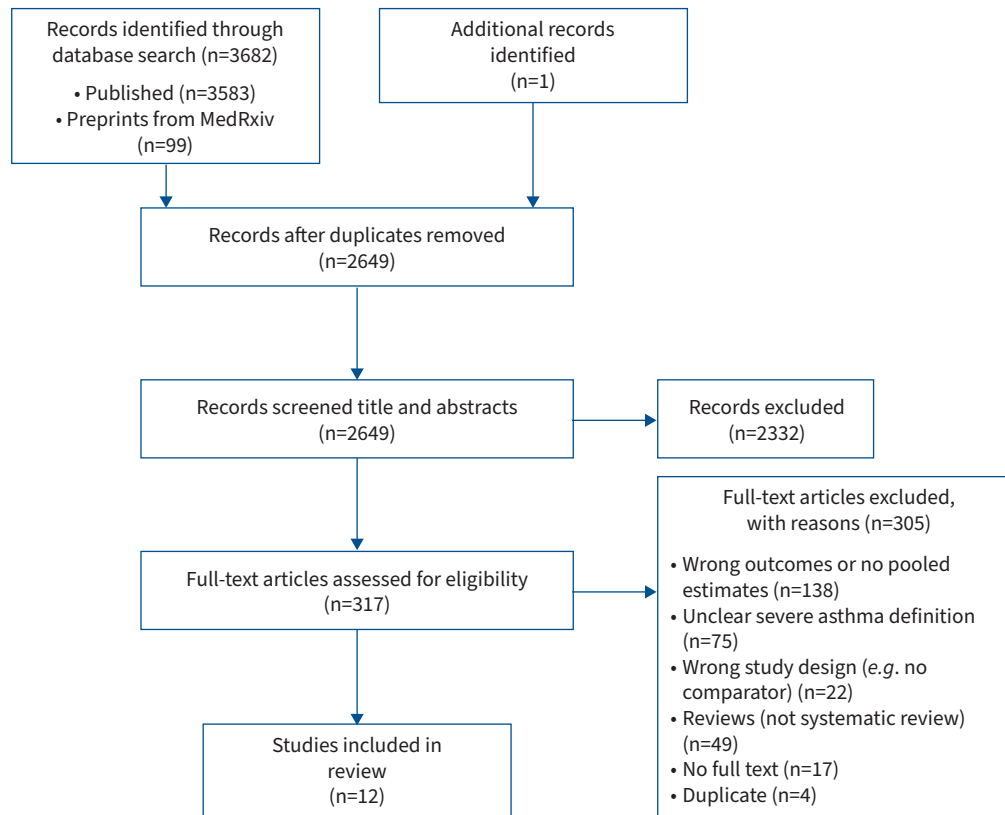 Records identified through
database search (n=3682)
• Published (n=3583)
• Preprints from MedRxiv
(n=99)
Additional records
identified
(n=1)
Records after duplicates removed
(n=2649)
Records screened title and abstracts
(n=2649)
Records excluded
(n=2332)
Full-text articles assessed for eligibility
(n=317)
Full-text articles excluded,
with reasons (n=305)
• Wrong outcomes or no pooled
estimates (n=138)
• Unclear severe asthma definition
(n=75)
• Wrong study design (e.g. no
comparator) (n=22)
• Reviews (not systematic review)
(n=49)
• No full text (n=17)
• Duplicate (n=4)
Studies included in
review
(n=12)